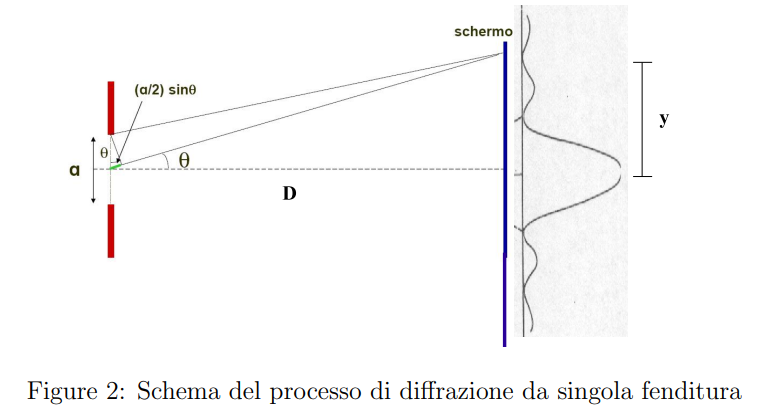 schermo
(a/2) sinθ
y
θ
θ
a
D
Figure 2: Schema del processo di diffrazione da singola fenditura